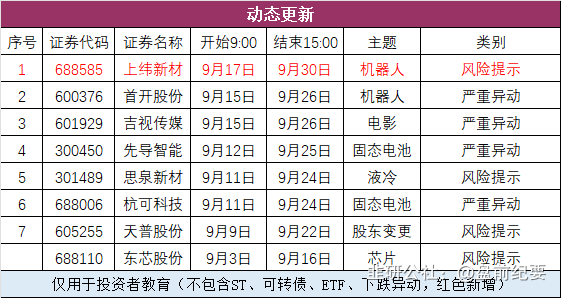 动态更新
序号 证券代码 证券名称 开始9:00 结束15:00 主题 类别
1 688585 上纬新材 9月17日 9月30日 机器人 风险提示
2 600376 首开股份 9月15日 9月26日 机器人 严重异动
3 601929 吉视传媒 9月15日 9月26日 电影 严重异动
4 300450 先导智能 9月12日 9月25日 固态电池 严重异动
5 301489 思泉新材 9月11日 9月24日 液冷 风险提示
6 688006 杭可科技 9月11日 9月24日 固态电池 严重异动
7 605255 天普股份 9月9日 9月22日 股东变更 风险提示
688110 东芯股份 9月3日 9月16日 芯片 风险提示
仅用于投资者教育（不包含ST、可转债、ETF、下跌异动，红色新增）
韭研公社：@盘前纪要